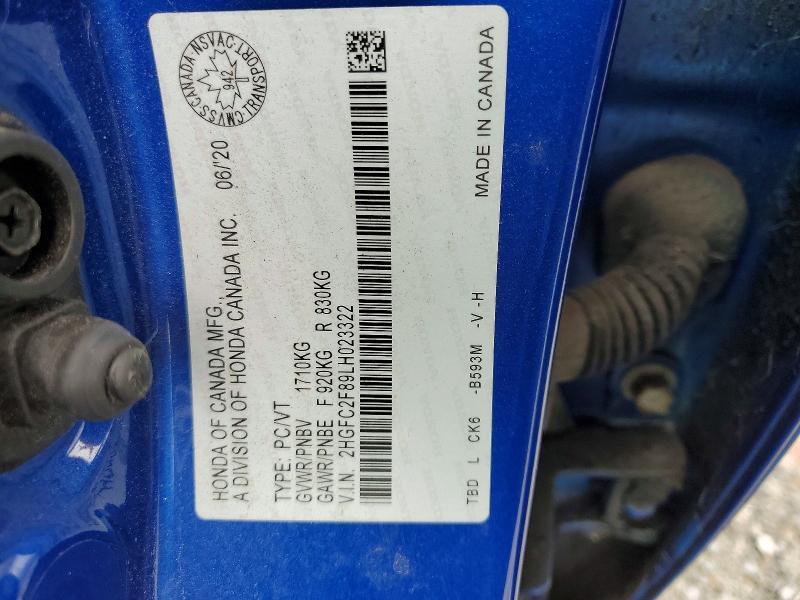 HONDA OF CANADA MFG.,
A DIVISION OF HONDA CANADA INC. 06/'20
CMVSS-CANADA-NSVAC-TRANSPORT-
942
TYPE: PC/VT
GVWR/PNBV 1710KG
GAWR/PNBE F 920KG R 830KG
V.I.N. 2HGFC2F89LH023322
TBD L CK6 -B593M -V -H MADE IN CANADA